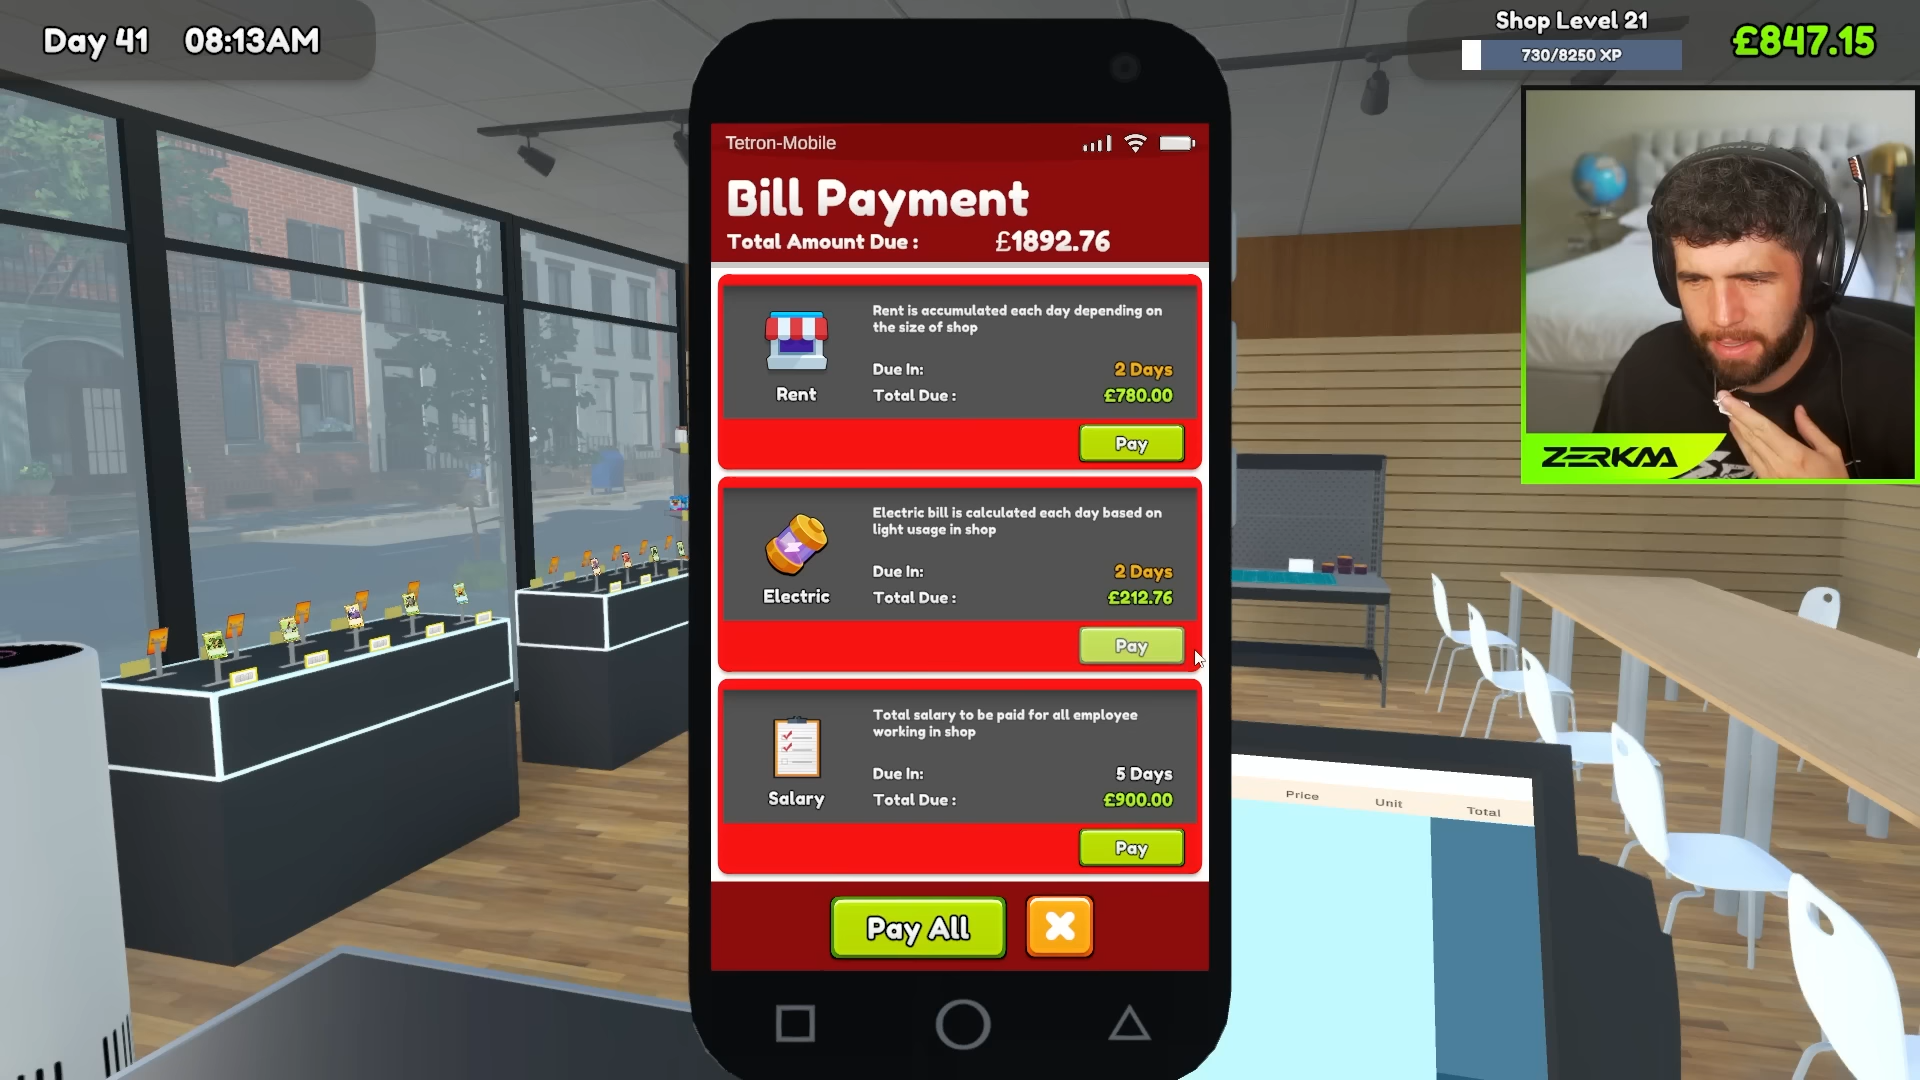 Day 41 08:13AM
Shop Level 21
730/8250 XP
£847.15
Tetron-Mobile
Bill Payment
Total Amount Due : £1892.76
Rent is accumulated each day depending on
the size of shop
Due In: 2 Days
Total Due : £780.00
Rent
Pay
Electric bill is calculated each day based on
light usage in shop
Due In: 2 Days
Total Due : £212.76
Electric
Pay
Total salary to be paid for all employee
working in shop
Due In: 5 Days
Total Due : £900.00
Salary
Pay
Pay All
ZERKAA
Price Unit Total